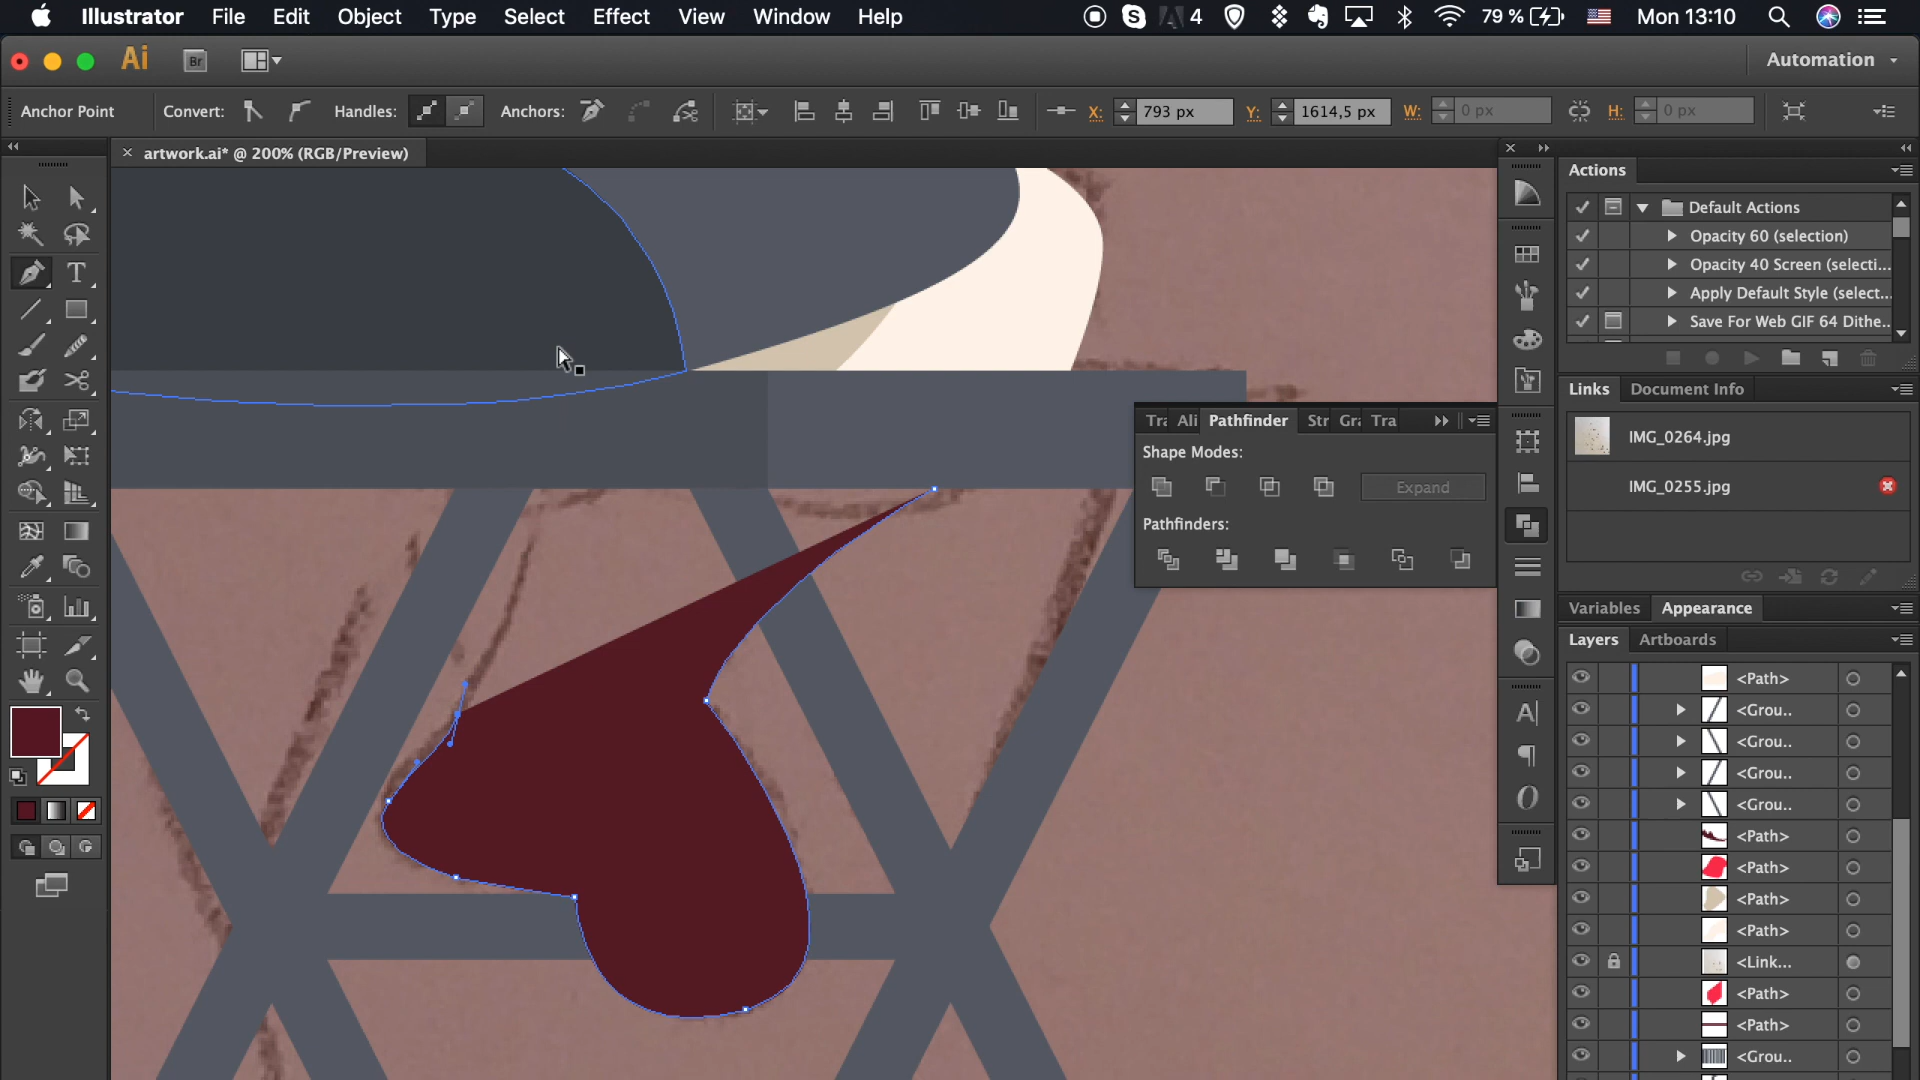 Illustrator File Edit Object Type Select Effect View Window Help 4 79 % Mon 13:10
Ai Br Automation
Anchor Point Convert: Handles: Anchors: X: 793 px Y: 1614,5 px W: 0 px H: 0 px
artwork.ai* @ 200% (RGB/Preview)
Actions
Default Actions
Opacity 60 (selection)
Opacity 40 Screen (selecti...
Apply Default Style (select...
Save For Web GIF 64 Dithe...
Links Document Info
IMG_0264.jpg
IMG_0255.jpg
Tra Ali Pathfinder Str Gra Tra
Shape Modes:
Expand
Pathfinders:
Variables Appearance
Layers Artboards
<Path>
<Grou..
<Grou..
<Grou..
<Grou..
<Path>
<Path>
<Path>
<Path>
<Link...
<Path>
<Path>
<Grou..